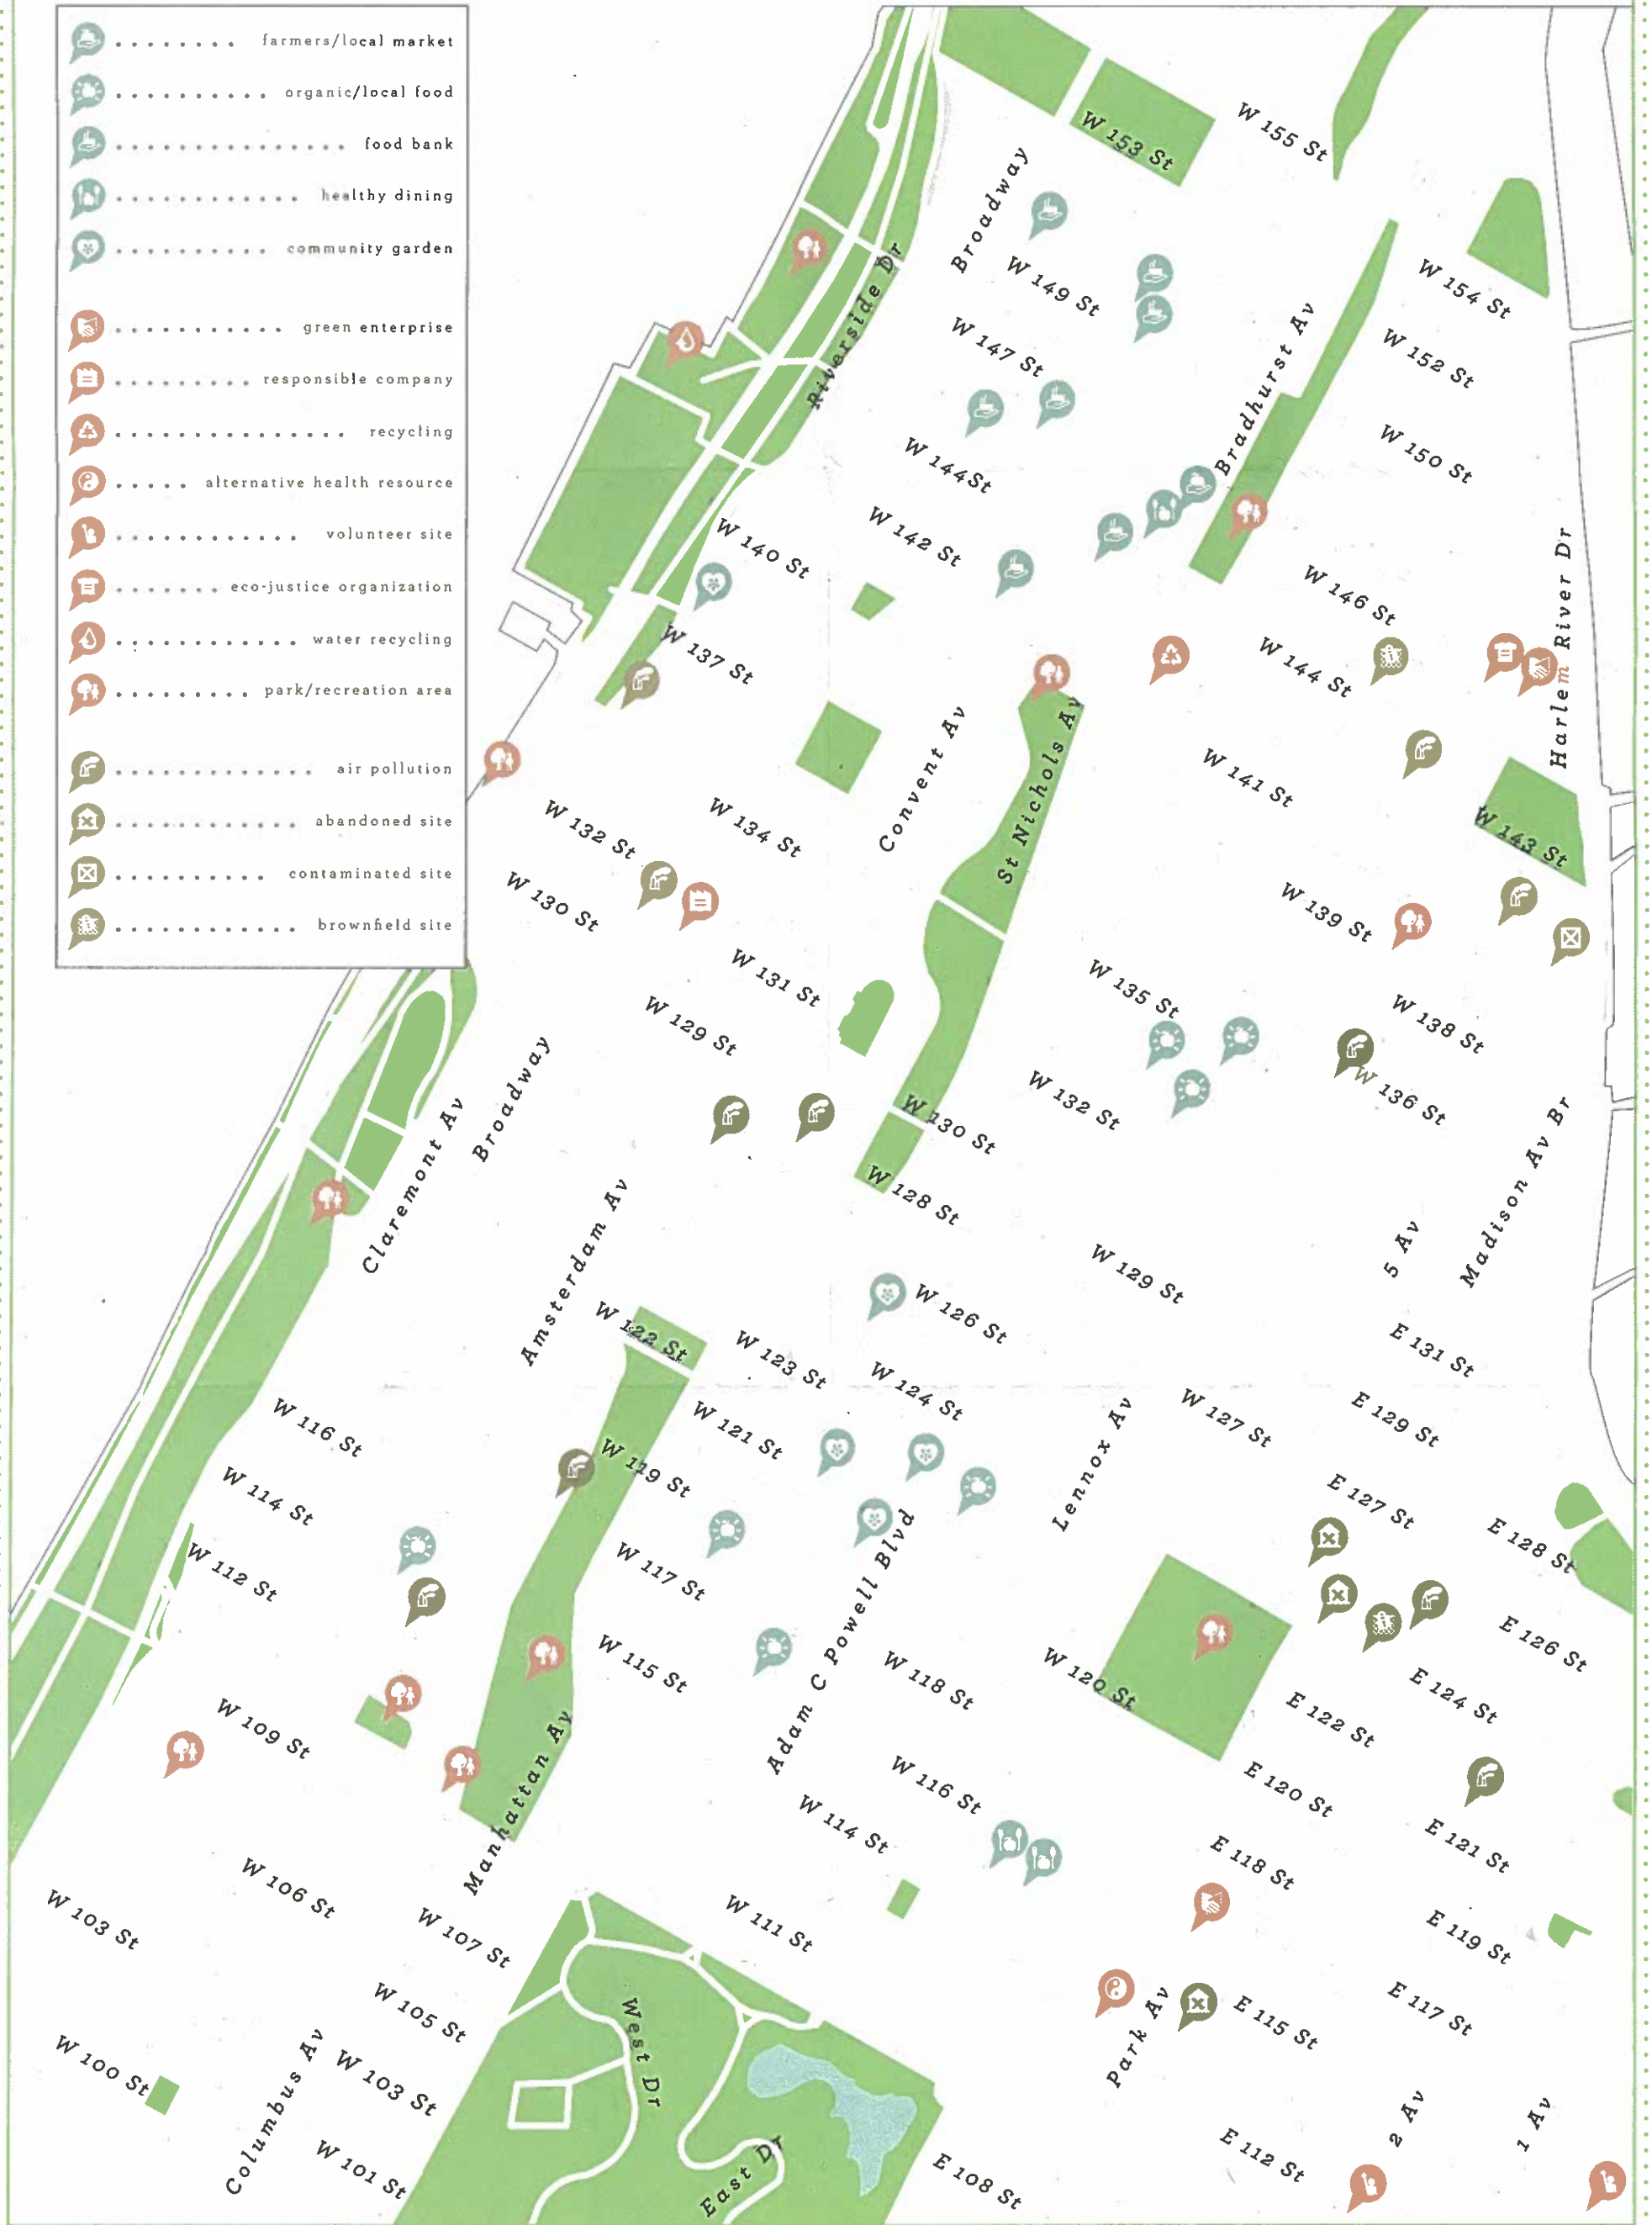 farmers/local market
organic/local food
food bank
healthy dining
community garden
green enterprise
responsible company
recycling
alternative health resource
volunteer site
eco-justice organization
water recycling
park/recreation area
air pollution
abandoned site
contaminated site
brownfield site
W 153 St
W 155 St
Broadway
W 149 St
W 154 St
Riverside Dr
W 147 St
W 152 St
Bradhurst Av
W 144St
W 150 St
W 142 St
W 140 St
W 146 St
Harlem River Dr
W 137 St
W 144 St
Convent Av
St Nichols Av
W 141 St
W 132 St
W 134 St
W 143 St
W 130 St
W 139 St
W 131 St
W 135 St
W 129 St
W 138 St
Broadway
Claremont Av
W 132 St
W 136 St
W 130 St
Madison Av Br
W 128 St
Amsterdam Av
5 Av
W 129 St
W 126 St
W 122 St
W 123 St
E 131 St
W 124 St
W 116 St
W 121 St
Lennox Av
W 127 St
E 129 St
W 119 St
W 114 St
E 127 St
E 128 St
W 112 St
W 117 St
Adam C Powell Blvd
W 115 St
W 118 St
W 120 St
E 126 St
E 124 St
W 109 St
E 122 St
Manhattan Av
W 116 St
E 120 St
W 114 St
E 121 St
E 118 St
W 106 St
W 103 St
W 107 St
W 111 St
E 119 St
W 105 St
West Dr
E 117 St
Park Av
E 115 St
W 100 St
Columbus Av
W 103 St
2 Av
1 Av
W 101 St
East Dr
E 108 St
E 112 St